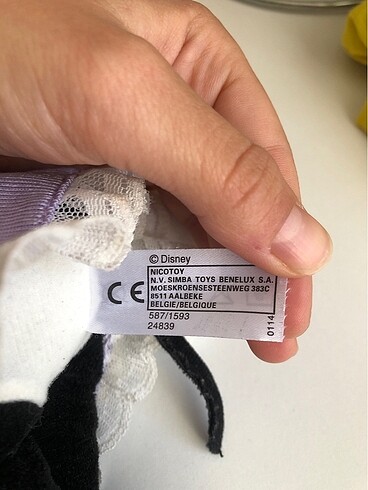 © Disney
CE
NICOTOY
N.V. SIMBA TOYS BENELUX S.A.
MOESKROENSESTEENWEG 383C
8511 AALBEKE
BELGIE/BELGIQUE
587/1593
24839
0114